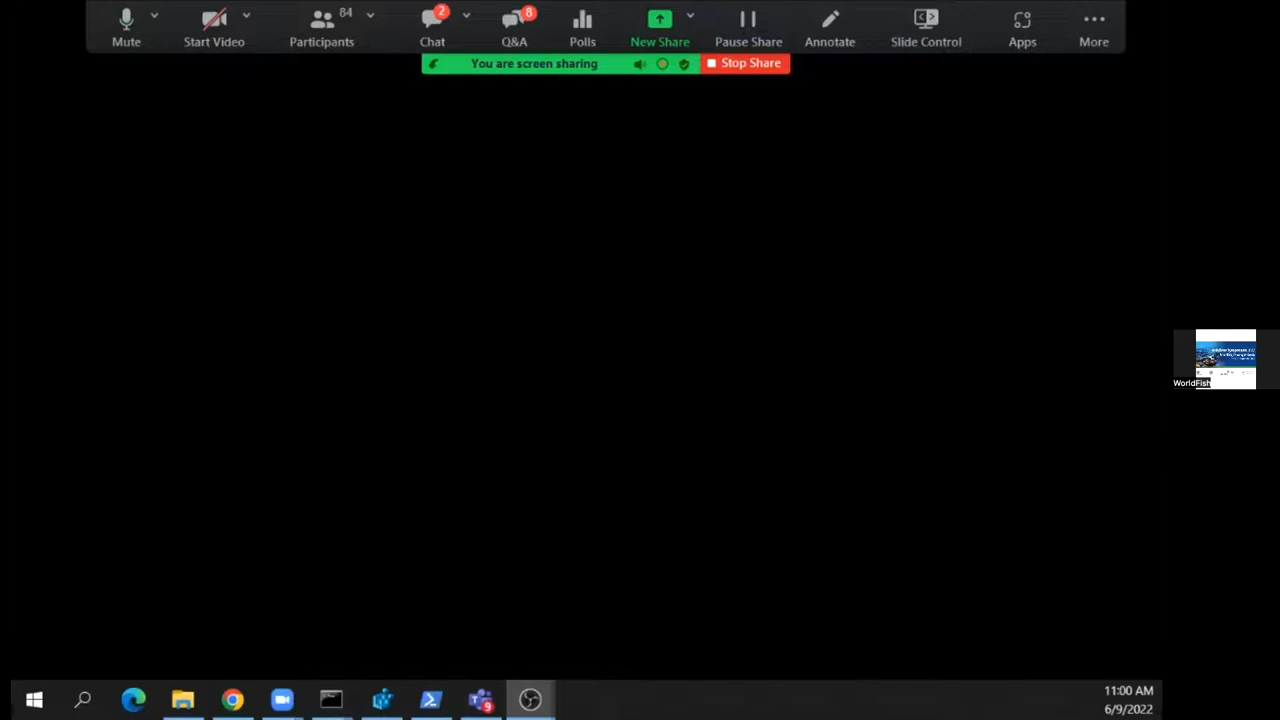 84
2
8
Mute
Start Video
Participants
Chat
Q&A
Polls
New Share
Pause Share
Annotate
Slide Control
Apps
More
You are screen sharing
Stop Share
WorldFish
9
11:00 AM
6/9/2022